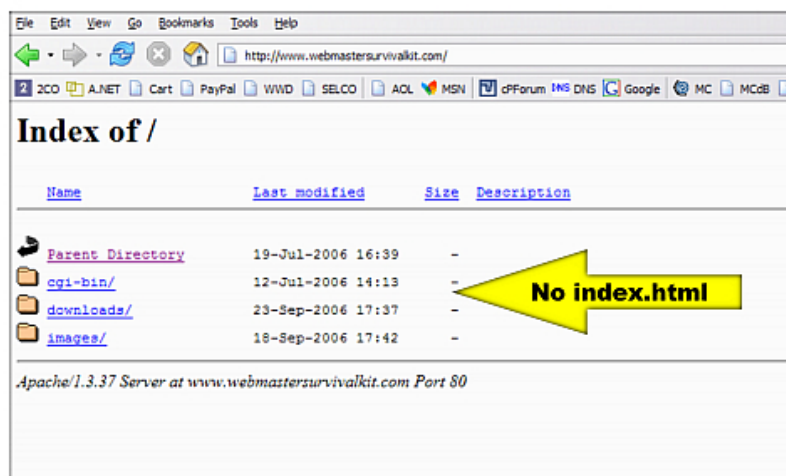 File Edit View Go Bookmarks Tools Help
http://www.webmastersurvivalkit.com/
2 2CO A.NET Cart PayPal WWD SELCO AOL MSN cPForum DNS DNS G Google MC MCdB
Index of /
Name Last modified Size Description
Parent Directory 19-Jul-2006 16:39 -
cgi-bin/ 12-Jul-2006 14:13 -
No index.html
downloads/ 23-Sep-2006 17:37 -
images/ 18-Sep-2006 17:42 -
Apache/1.3.37 Server at www.webmastersurvivalkit.com Port 80